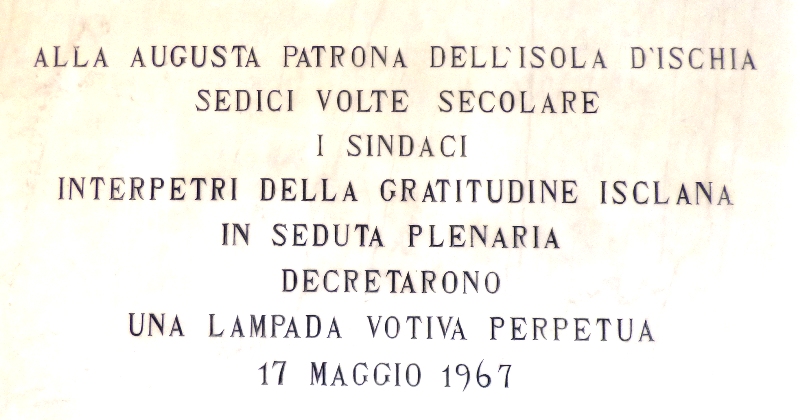 ALLA AUGUSTA PATRONA DELL'ISOLA D'ISCHIA
SEDICI VOLTE SECOLARE
I SINDACI
INTERPETRI DELLA GRATITUDINE ISCLANA
IN SEDUTA PLENARIA
DECRETARONO
UNA LAMPADA VOTIVA PERPETUA
17 MAGGIO 1967